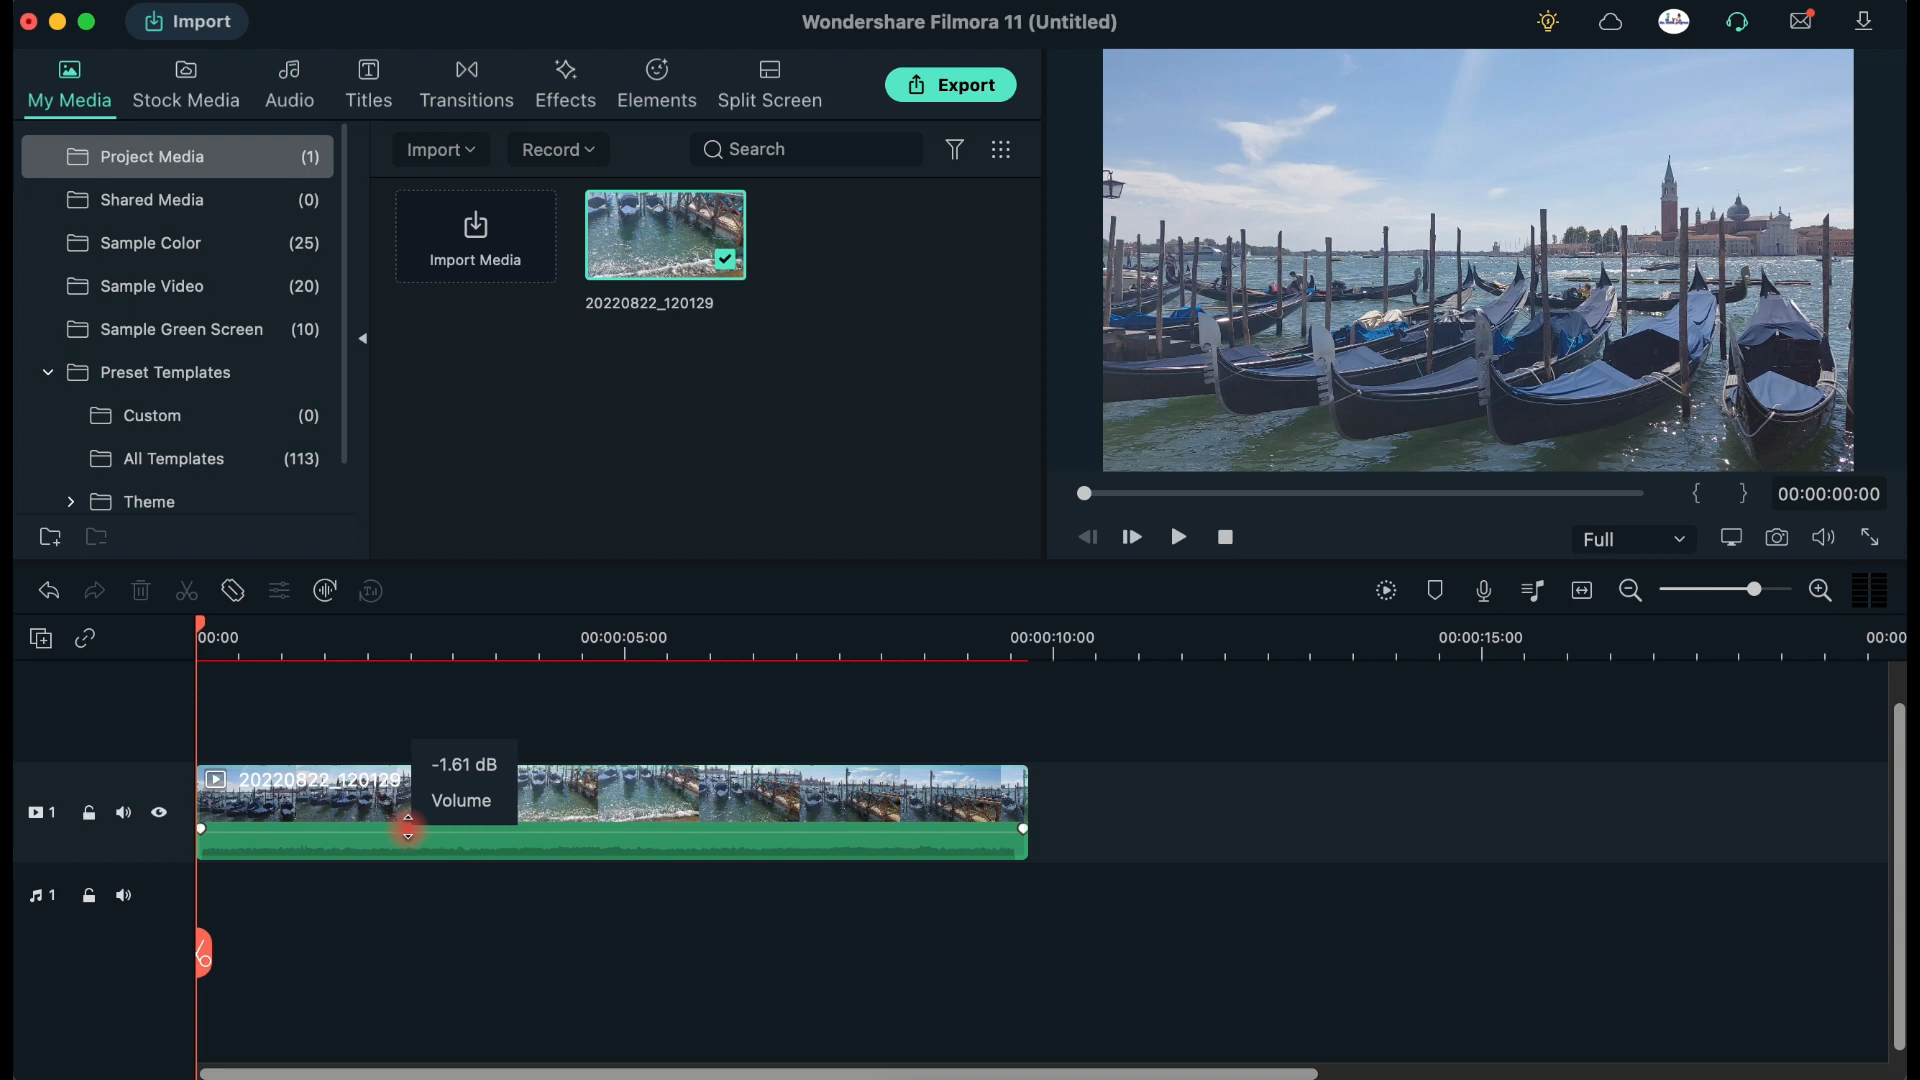 Import
Wondershare Filmora 11 (Untitled)
My Media
Stock Media
Audio
Titles
Transitions
Effects
Elements
Split Screen
Export
Project Media (1)
Shared Media (0)
Sample Color (25)
Sample Video (20)
Sample Green Screen (10)
Preset Templates
Custom (0)
All Templates (113)
Theme
Import
Record
Search
Import Media
20220822_120129
00:00:00:00
Full
00:00
00:00:05:00
00:00:10:00
00:00:15:00
00:00
20220822_120129
-1.61 dB
Volume
1
1